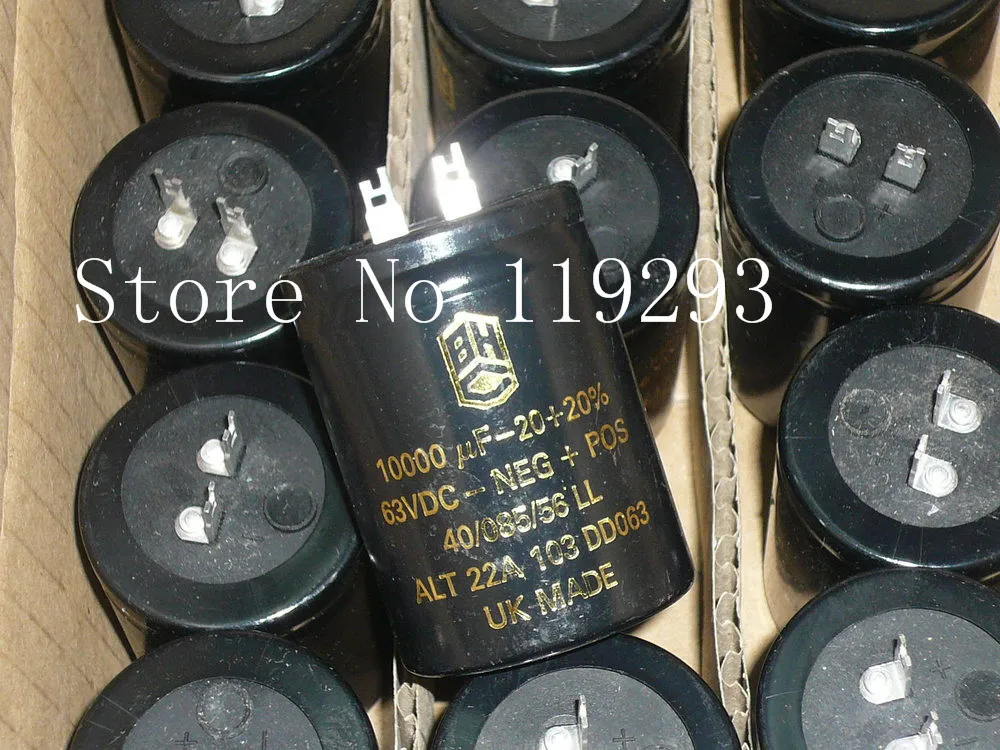 Store No 119293
BHC
10000 µF-20+20%
63VDC - NEG + POS
40/085/56 LL
ALT 22A 103 DD063
UK MADE